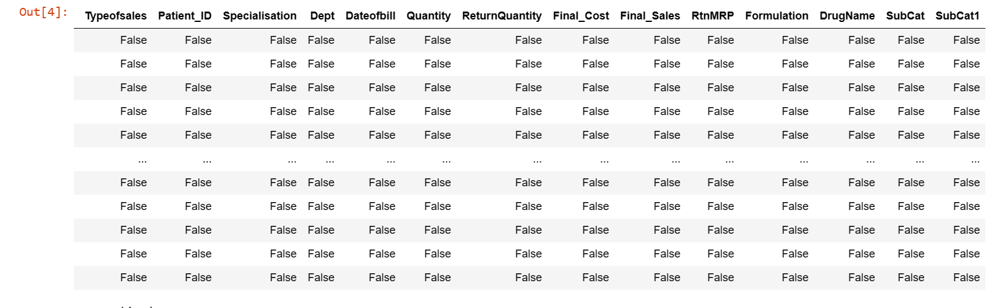 Out[4]:
Typeofsales Patient_ID Specialisation Dept Dateofbill Quantity ReturnQuantity Final_Cost Final_Sales RtnMRP Formulation DrugName SubCat SubCat1
False False False False False False False False False False False False False False
False False False False False False False False False False False False False False
False False False False False False False False False False False False False False
False False False False False False False False False False False False False False
False False False False False False False False False False False False False False
... ... ... ... ... ... ... ... ... ... ... ... ... ...
False False False False False False False False False False False False False False
False False False False False False False False False False False False False False
False False False False False False False False False False False False False False
False False False False False False False False False False False False False False
False False False False False False False False False False False False False False